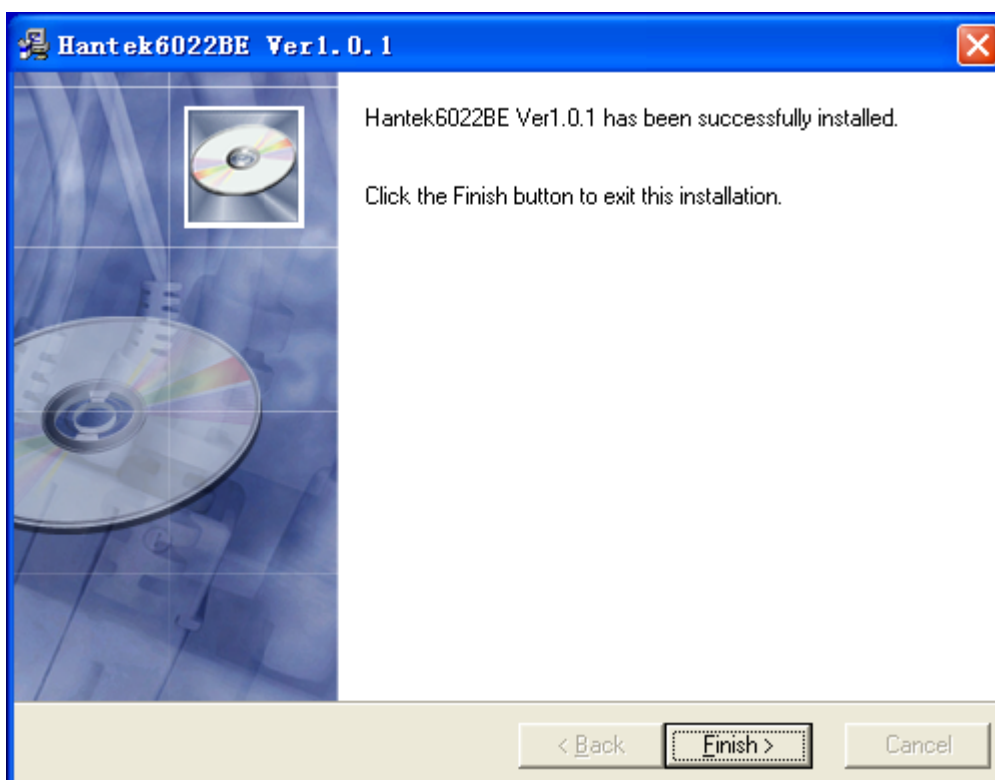 Hantek6022BE Ver1.0.1
Hantek6022BE Ver1.0.1 has been successfully installed.
Click the Finish button to exit this installation.
< Back
Finish >
Cancel